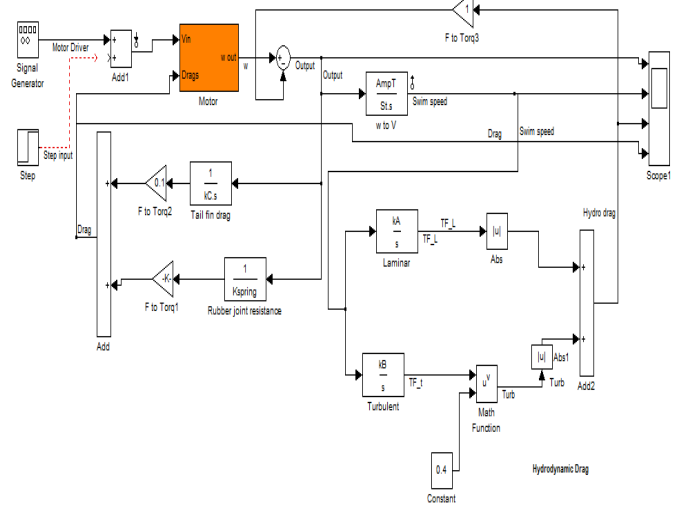 1
F to Torq3
Signal
Generator
Motor Driver
+
+
Add1
Vin
w out
Drags
Motor
w
+
−
Output
Output
AmpT
St.s
w to V
Swim speed
Scope1
Step
Step input
Drag
Swim speed
+
0.1
F to Torq2
1
kC.s
Tail fin drag
Drag
+
-K-
F to Torq1
1
Kspring
Rubber joint resistance
Add
kA
s
Laminar
TF_L
TF_L
|u|
Abs
Hydro drag
+
+
Add2
kB
s
Turbulent
TF_t
u^v
Math
Function
Turb
|u|
Abs1
Turb
0.4
Constant
Hydrodynamic Drag